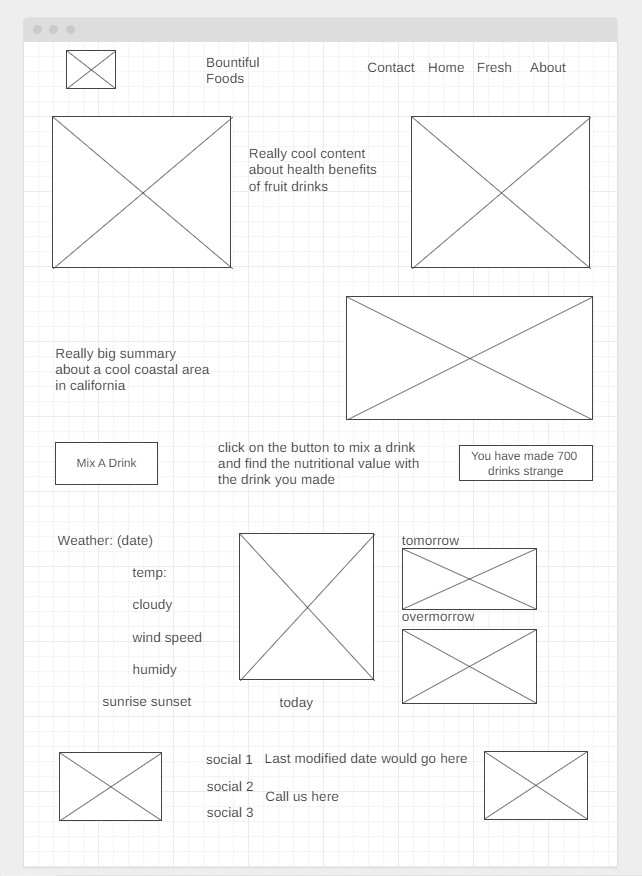 Bountiful
Foods
Contact Home Fresh About
Really cool content
about health benefits
of fruit drinks
Really big summary
about a cool coastal area
in california
Mix A Drink
click on the button to mix a drink
and find the nutritional value with
the drink you made
You have made 700
drinks strange
Weather: (date)
temp:
cloudy
wind speed
humidy
sunrise sunset
today
tomorrow
overmorrow
social 1
social 2
social 3
Last modified date would go here
Call us here